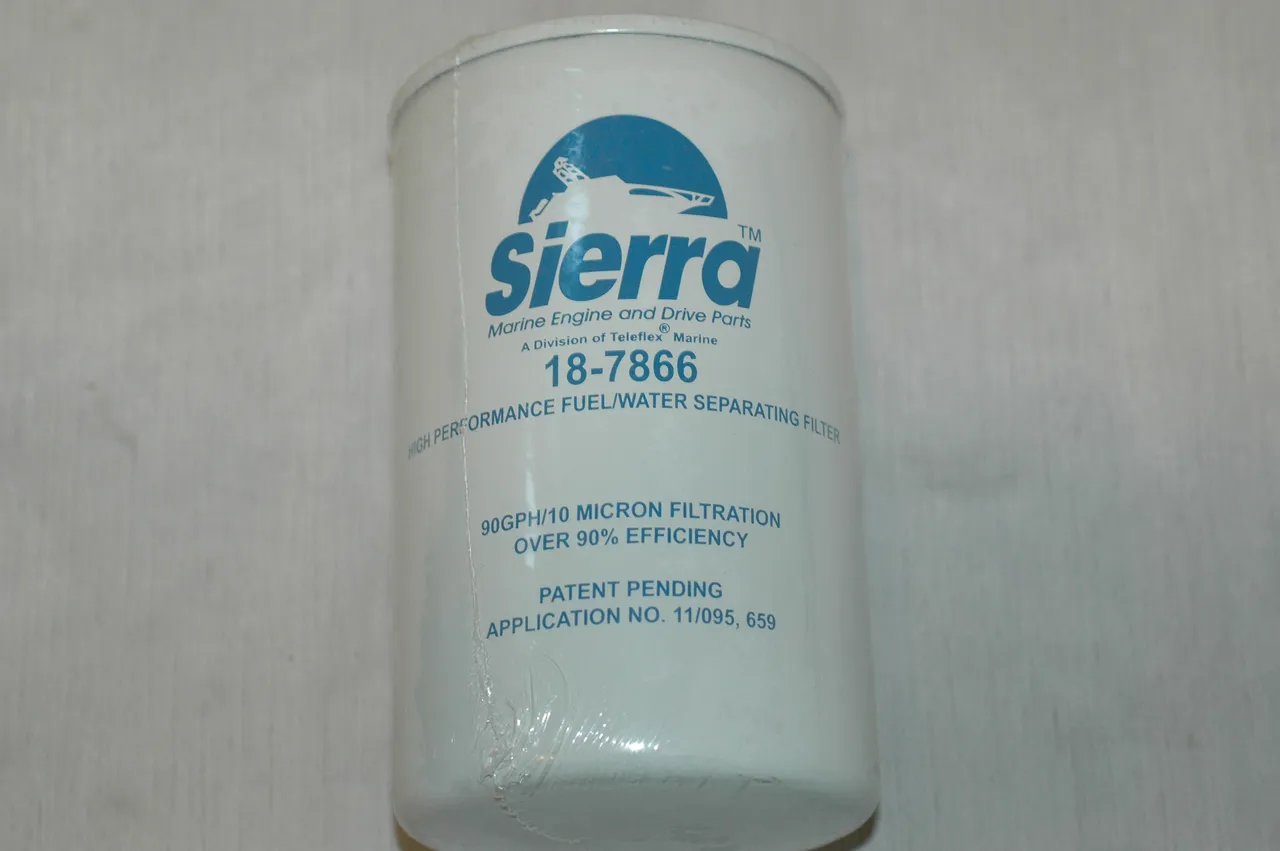 Sierra™
Marine Engine and Drive Parts
A Division of Teleflex® Marine
18-7866
HIGH PERFORMANCE FUEL/WATER SEPARATING FILTER
90GPH/10 MICRON FILTRATION
OVER 90% EFFICIENCY
PATENT PENDING
APPLICATION NO. 11/095, 659